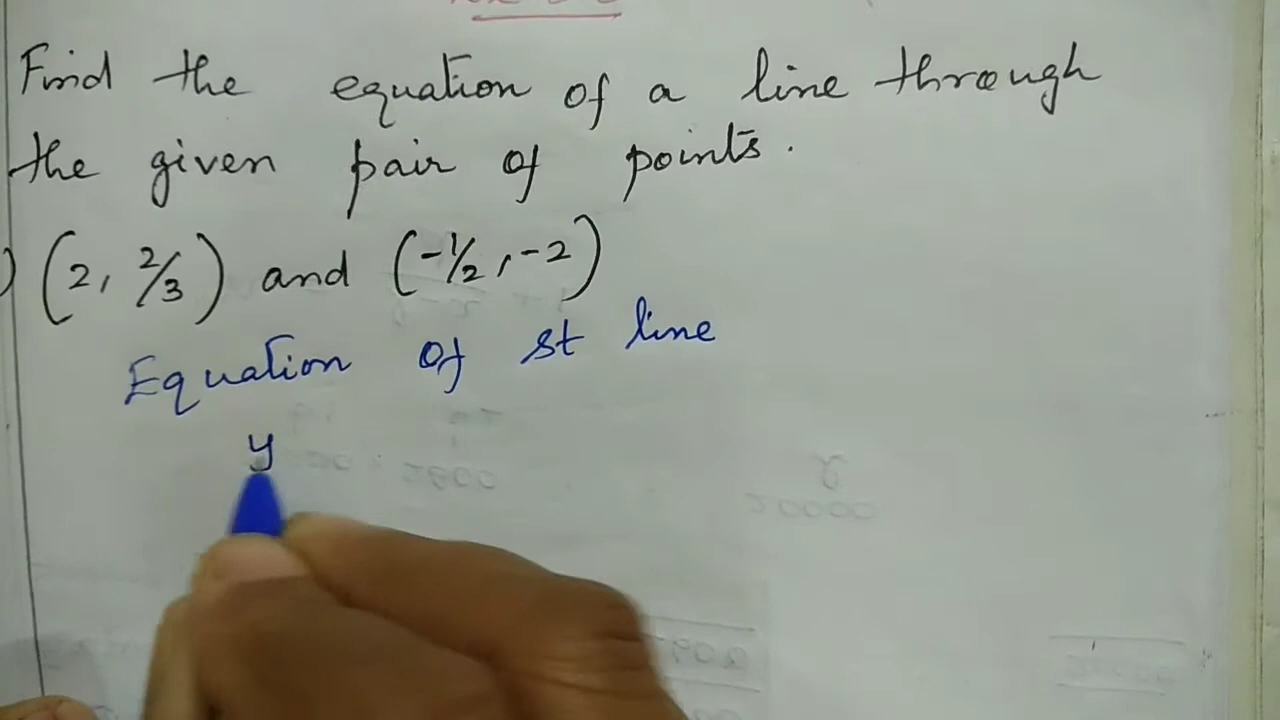 Find the equation of a line through
the given pair of points.
) (2, 2/3) and (-1/2, -2)
Equation of st line
y